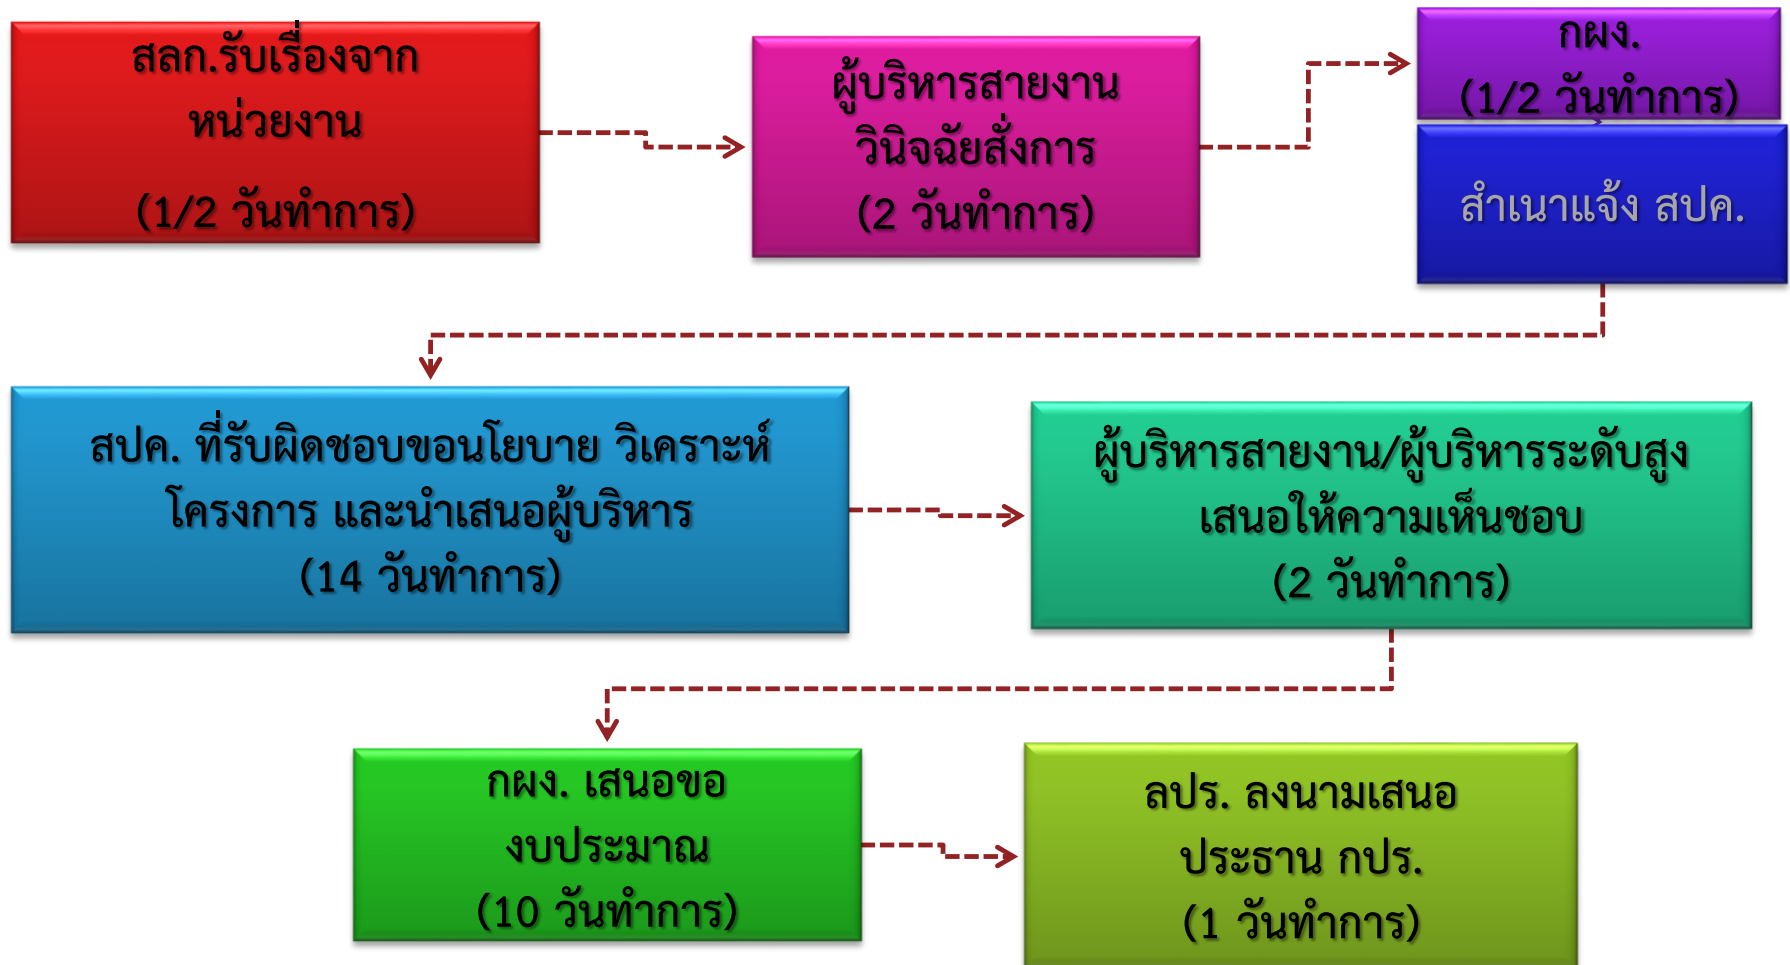 สลก.รับเรื่องจาก
หน่วยงาน
(1/2 วันทำการ)
ผู้บริหารสายงาน
วินิจฉัยสั่งการ
(2 วันทำการ)
กผง.
(1/2 วันทำการ)
สำเนาแจ้ง สปค.
สปค. ที่รับผิดชอบขอนโยบาย วิเคราะห์
โครงการ และนำเสนอผู้บริหาร
(14 วันทำการ)
ผู้บริหารสายงาน/ผู้บริหารระดับสูง
เสนอให้ความเห็นชอบ
(2 วันทำการ)
กผง. เสนอขอ
งบประมาณ
(10 วันทำการ)
ลปร. ลงนามเสนอ
ประธาน กปร.
(1 วันทำการ)